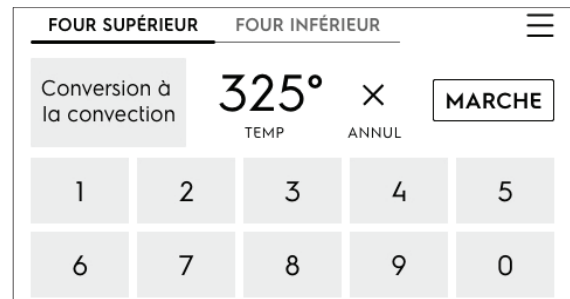 FOUR SUPÉRIEUR FOUR INFÉRIEUR
Conversion à
la convection
325°
TEMP
ANNUL
MARCHE
1 2 3 4 5
6 7 8 9 0